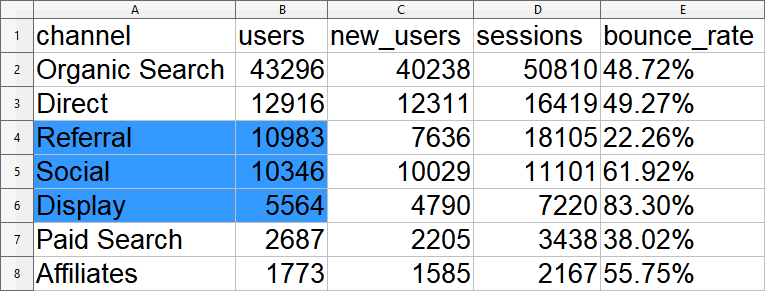 A B C D E
1 channel users new_users sessions bounce_rate
2 Organic Search 43296 40238 50810 48.72%
3 Direct 12916 12311 16419 49.27%
4 Referral 10983 7636 18105 22.26%
5 Social 10346 10029 11101 61.92%
6 Display 5564 4790 7220 83.30%
7 Paid Search 2687 2205 3438 38.02%
8 Affiliates 1773 1585 2167 55.75%